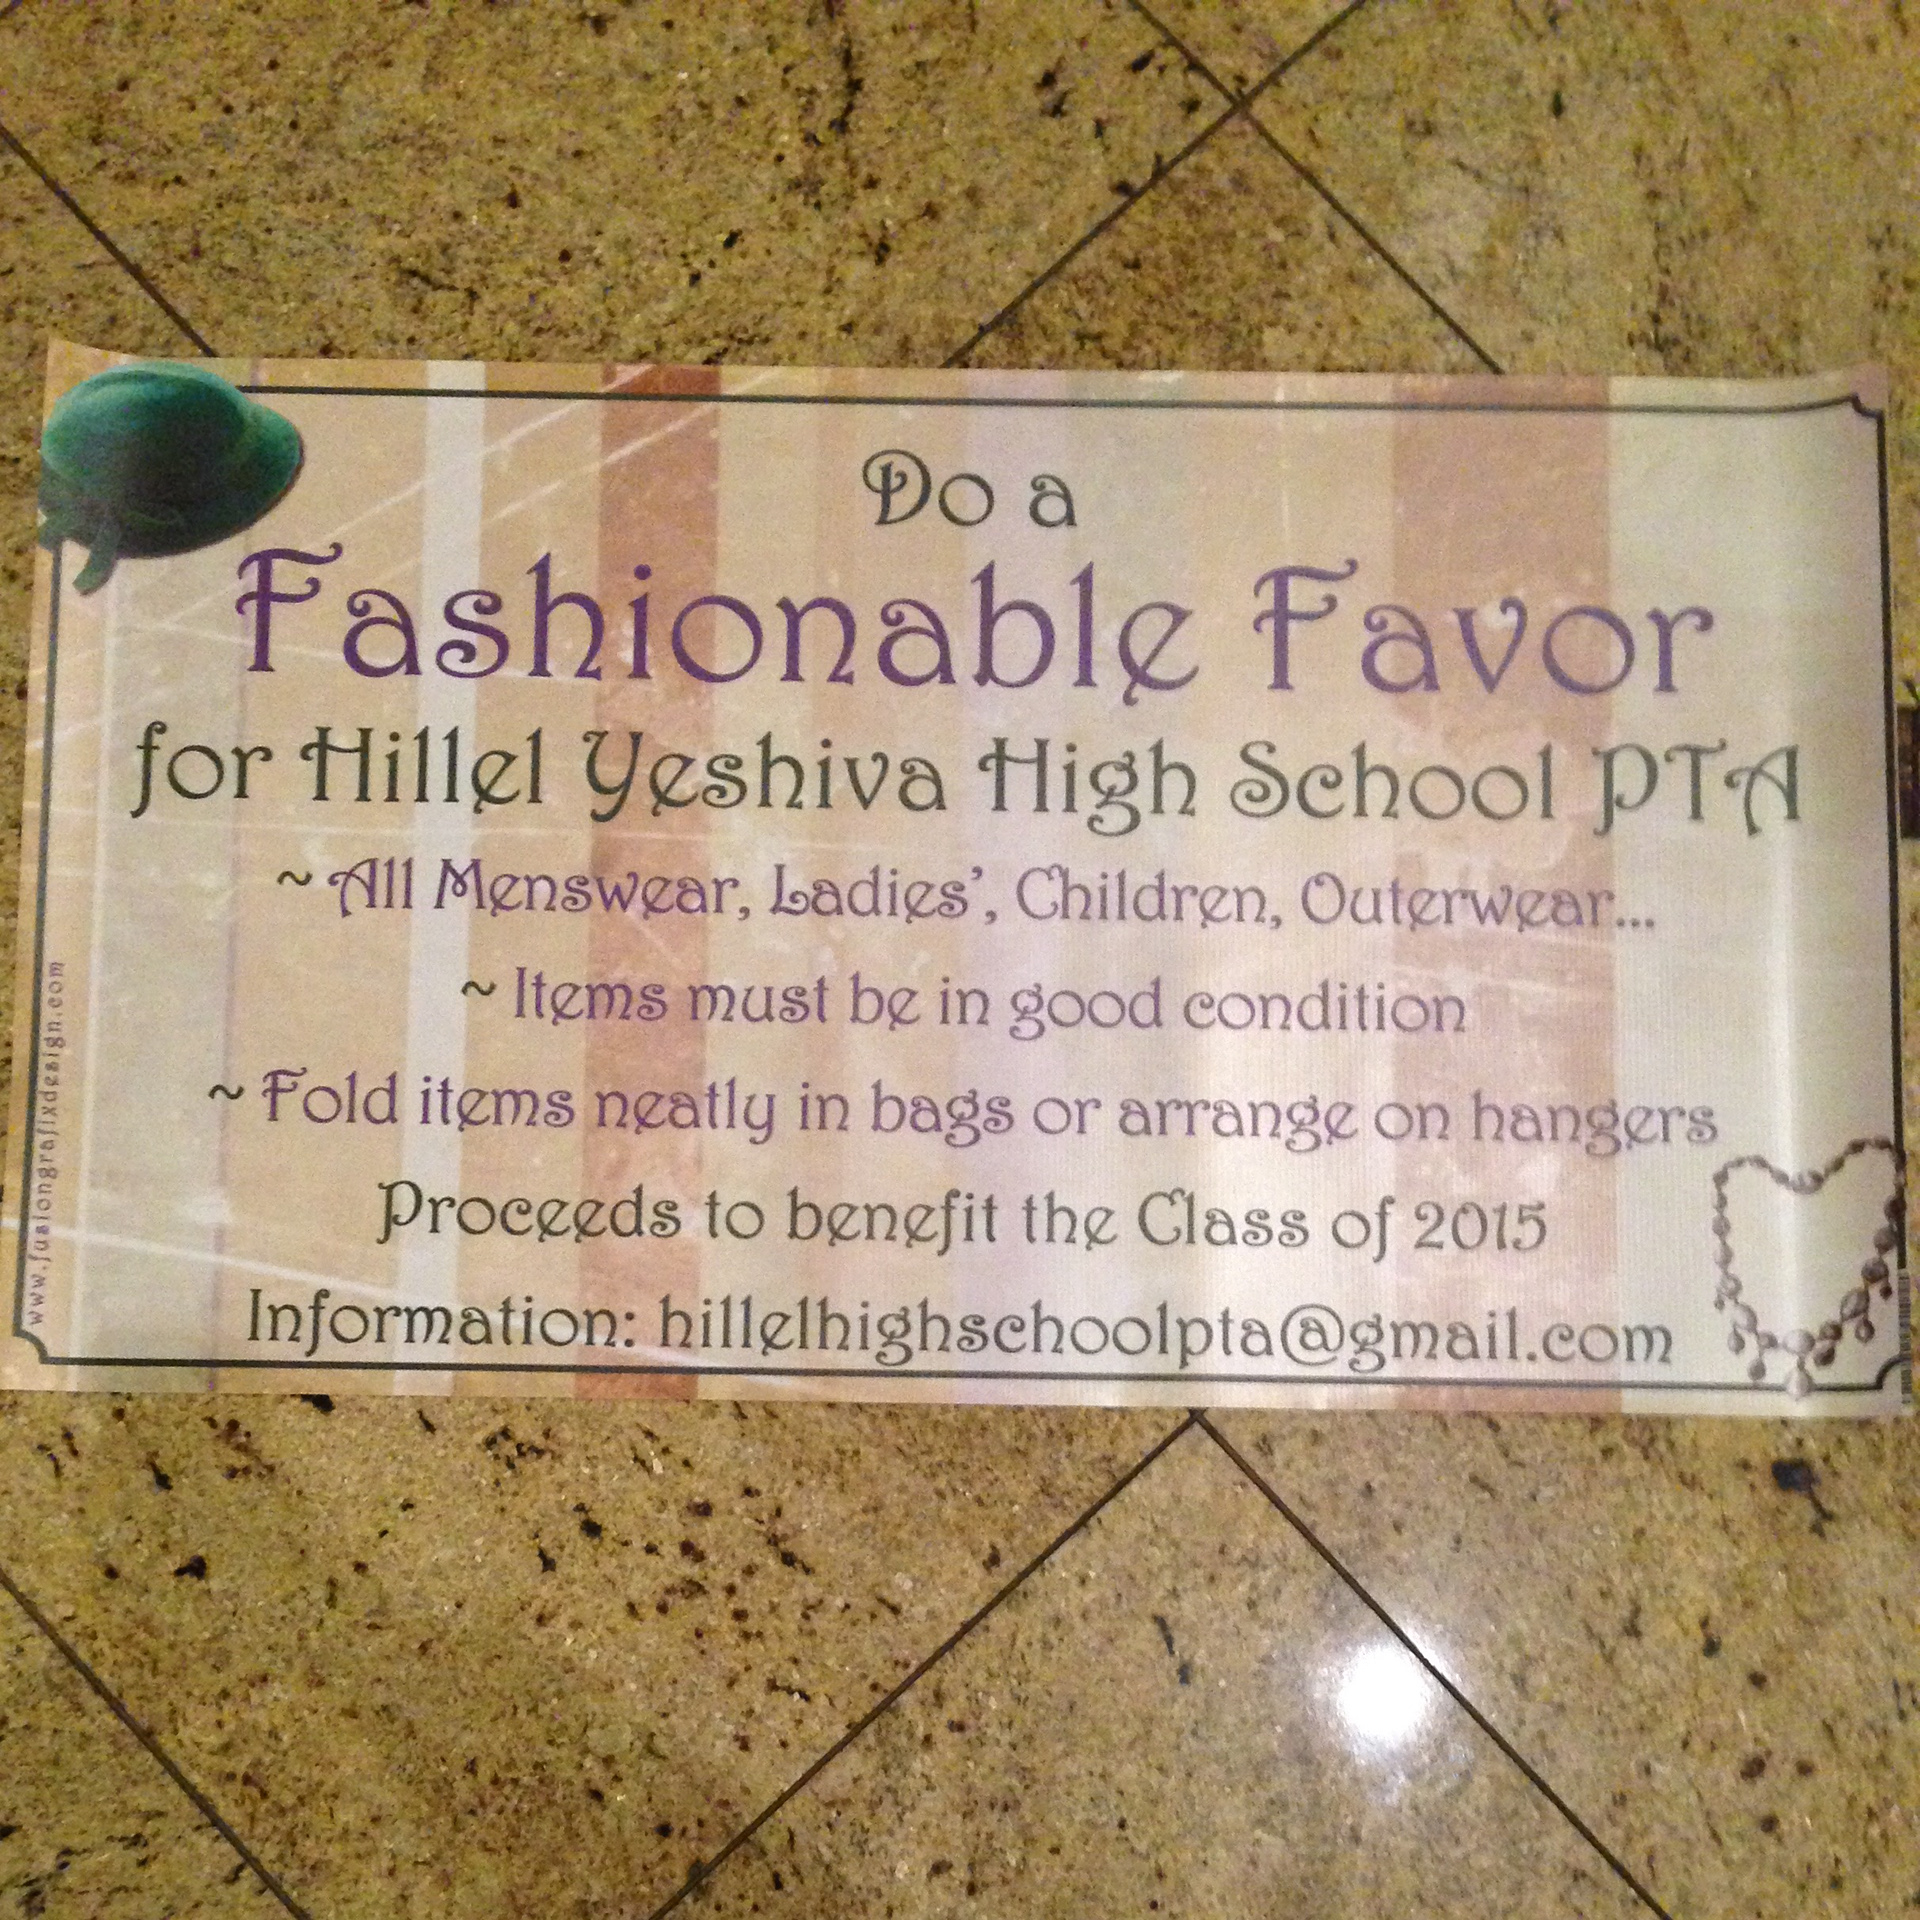 Do a
Fashionable Favor
for Hillel Yeshiva High School PTA
~ All Menswear, Ladies', Children, Outerwear...
~ Items must be in good condition
~ Fold items neatly in bags or arrange on hangers
Proceeds to benefit the Class of 2015
Information: hillelhighschoolpta@gmail.com
www.fusiongrafixdesign.com